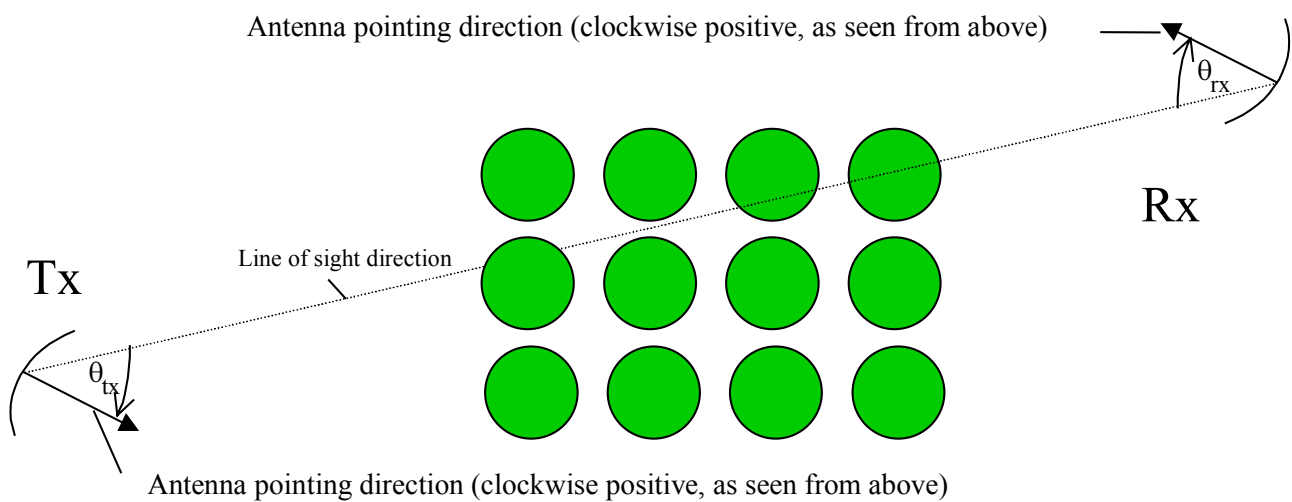 Antenna pointing direction (clockwise positive, as seen from above)
θrx
Rx
Line of sight direction
Tx
θtx
Antenna pointing direction (clockwise positive, as seen from above)